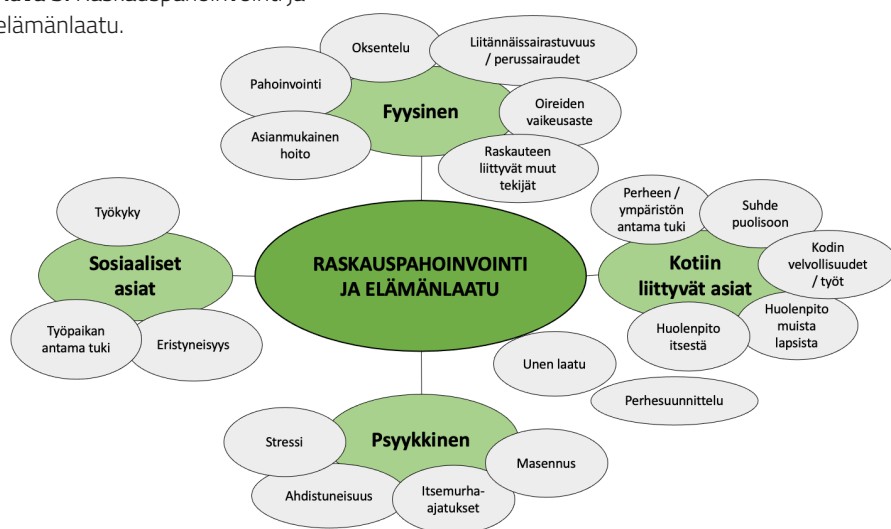 Raskauspahoinvointi ja
elämänlaatu.
Oksentelu
Liitännäissairastuvuus
/ perussairaudet
Pahoinvointi
Fyysinen
Oireiden
vaikeusaste
Asianmukainen
hoito
Raskauteen
liittyvät muut
tekijät
Työkyky
Sosiaaliset
asiat
Työpaikan
antama tuki
Eristyneisyys
RASKAUSPAHOINVOINTI
JA ELÄMÄNLAATU
Perheen /
ympäristön
antama tuki
Suhde
puolisoon
Kotiin
liittyvät asiat
Kodin
velvollisuudet
/ työt
Huolenpito
itsestä
Huolenpito
muista
lapsista
Unen laatu
Perhesuunnittelu
Psyykkinen
Stressi
Masennus
Ahdistuneisuus
Itsemurha-
ajatukset